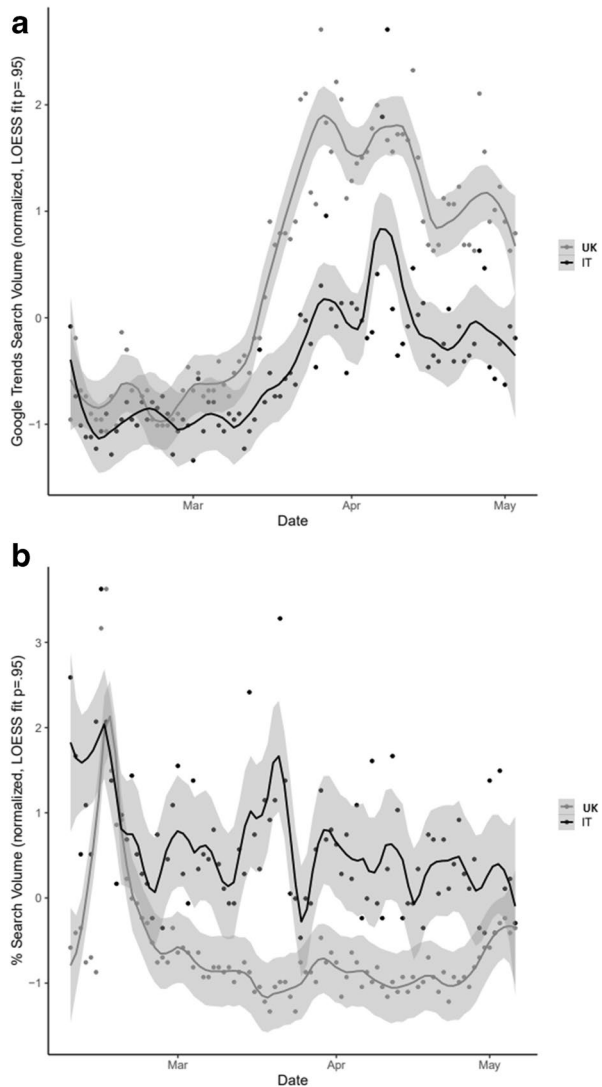 a
Google Trends Search Volume (normalized, LOESS fit p=.95)
2
1
0
−1
Mar
Apr
May
Date
UK
IT
b
% Search Volume (normalized, LOESS fit p=.95)
3
2
1
0
−1
Mar
Apr
May
Date
UK
IT